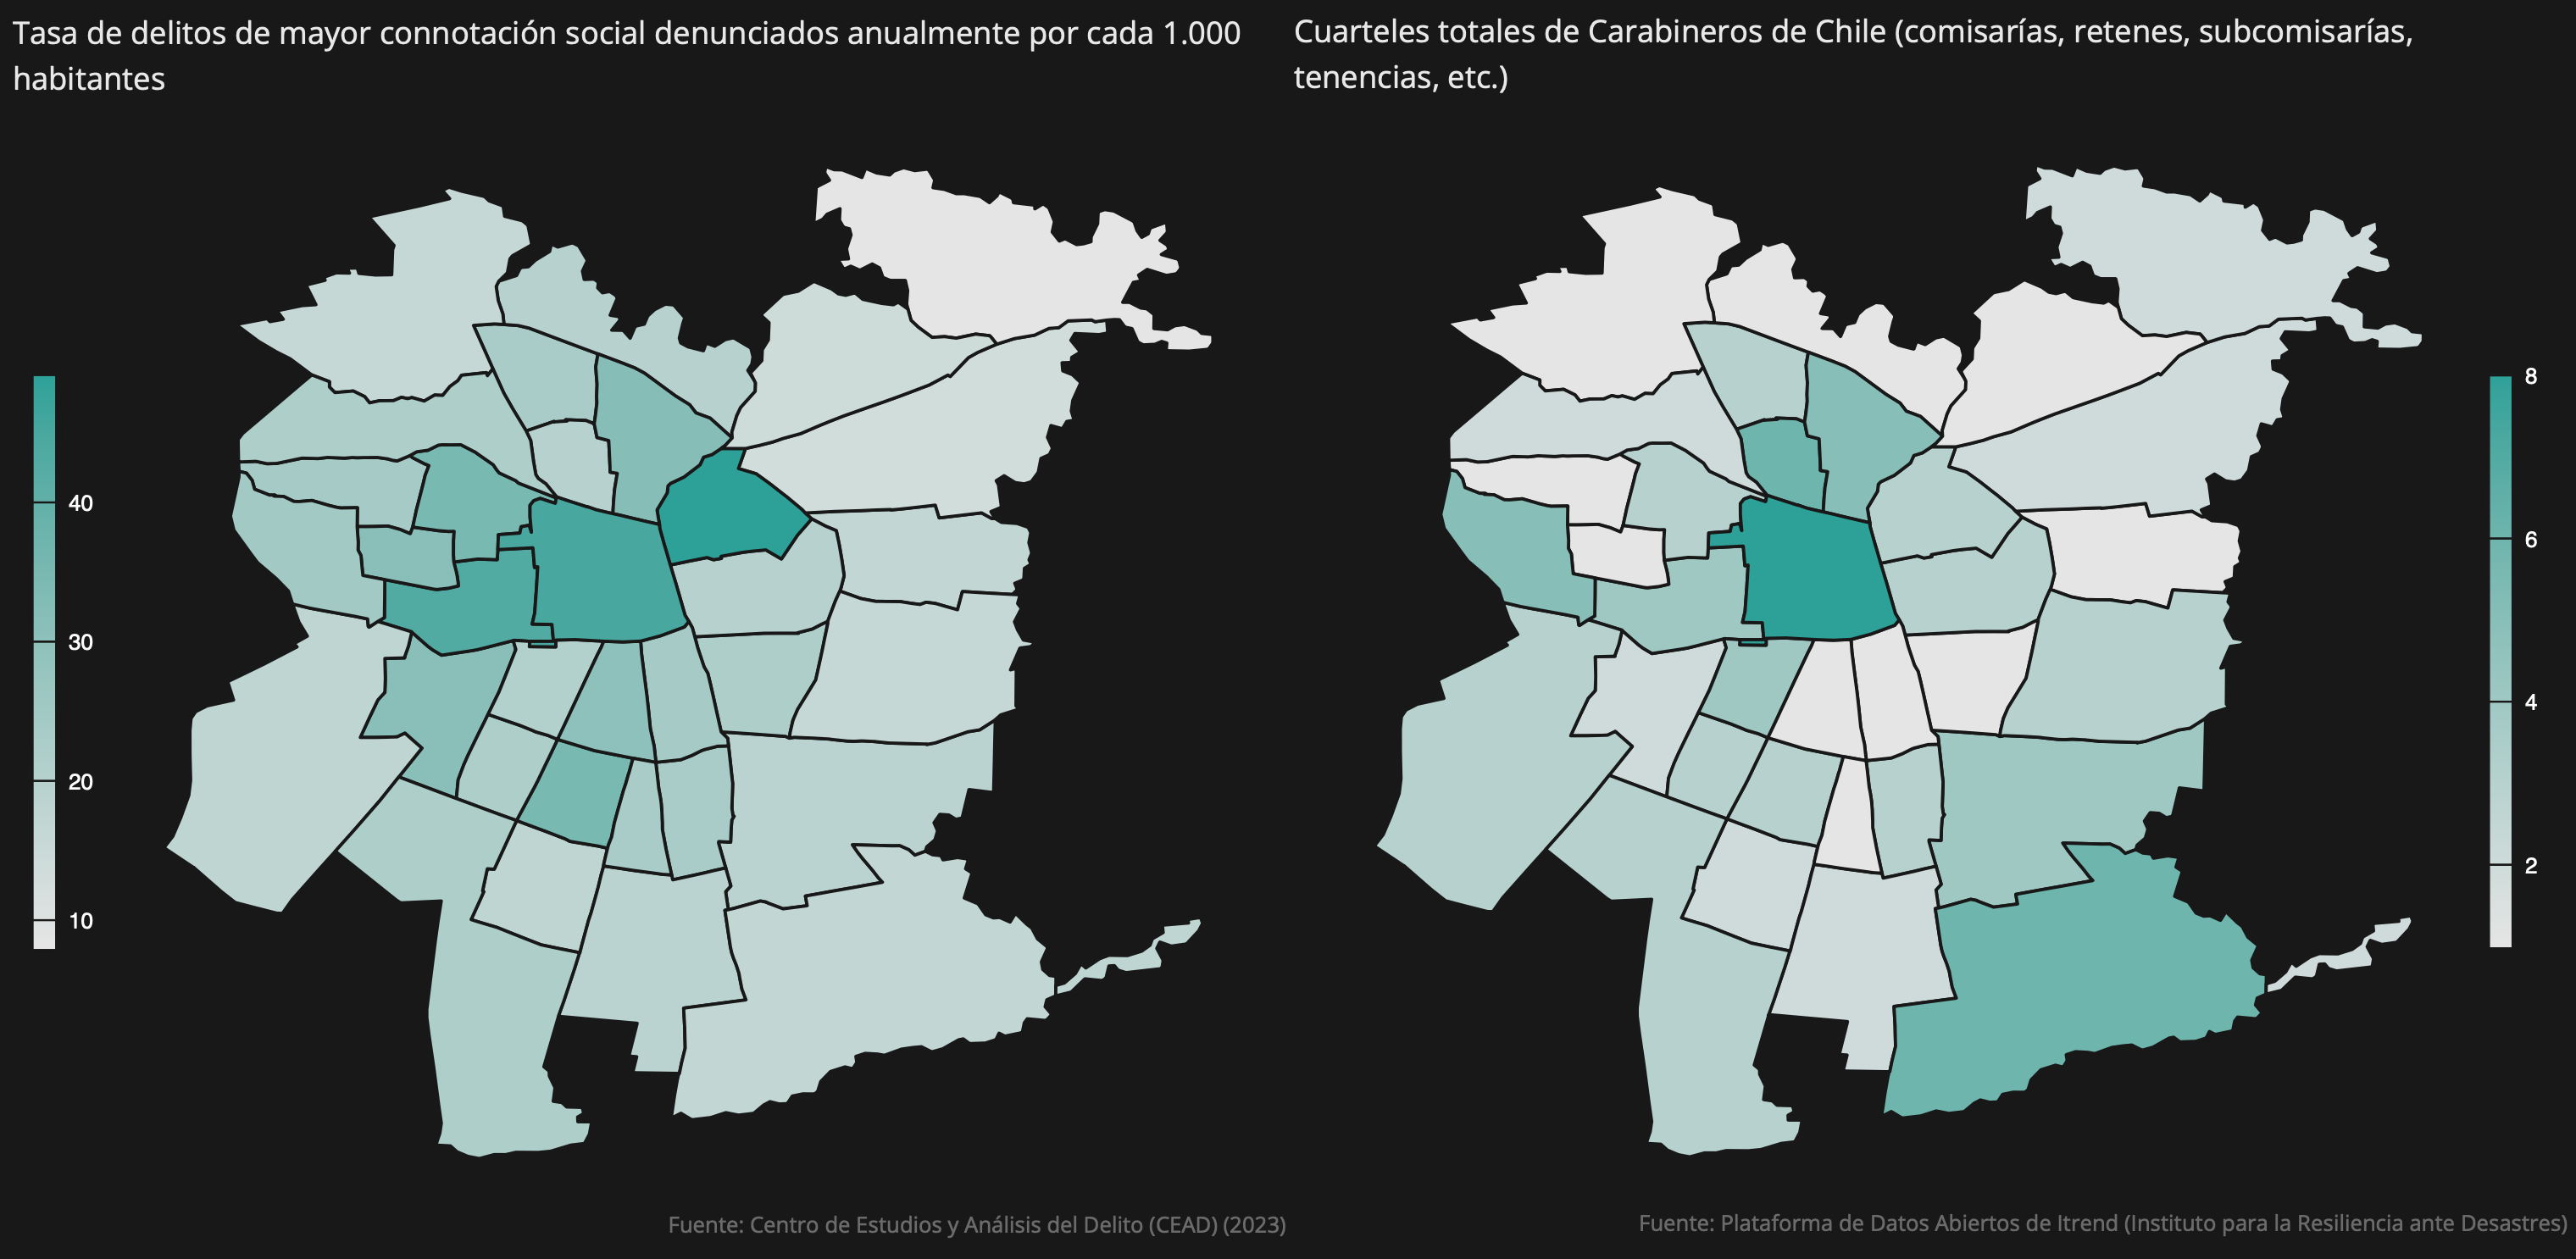 Tasa de delitos de mayor connotación social denunciados anualmente por cada 1.000
habitantes
40
30
20
10
Fuente: Centro de Estudios y Análisis del Delito (CEAD) (2023)
Cuarteles totales de Carabineros de Chile (comisarías, retenes, subcomisarías,
tenencias, etc.)
8
6
4
2
Fuente: Plataforma de Datos Abiertos de Itrend (Instituto para la Resiliencia ante Desastres)